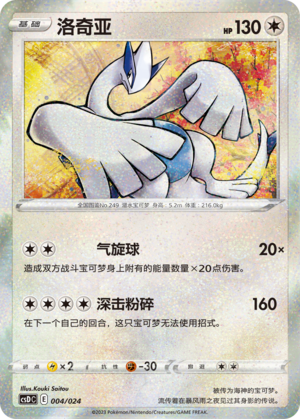 基础 洛奇亚 HP 130
全国图鉴No.249 潜水宝可梦 身高：5.2m 体重：216.0kg
气旋球 20×
造成双方战斗宝可梦身上附有的能量数量×20点伤害。
深击粉碎 160
在下一个自己的回合，这只宝可梦无法使用招式。
弱点 ×2 抵抗力 -30 撤退
Illus.Kouki Saitou
csDC E 004/024
被传为海神的宝可梦。
流传着在暴风雨之夜见过其身影的传说。
©2023 Pokémon/Nintendo/Creatures/GAME FREAK.